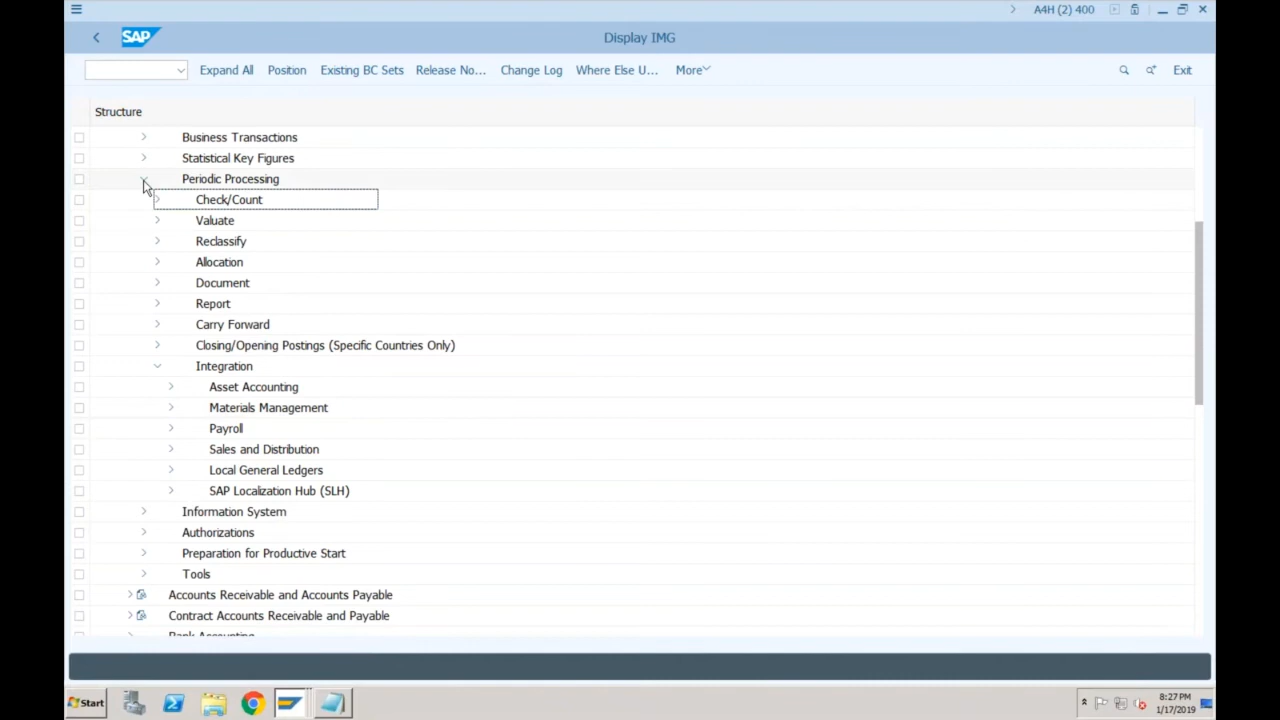 A4H (2) 400
SAP
Display IMG
Expand All Position Existing BC Sets Release No... Change Log Where Else U... More Exit
Structure
Business Transactions
Statistical Key Figures
Periodic Processing
Check/Count
Valuate
Reclassify
Allocation
Document
Report
Carry Forward
Closing/Opening Postings (Specific Countries Only)
Integration
Asset Accounting
Materials Management
Payroll
Sales and Distribution
Local General Ledgers
SAP Localization Hub (SLH)
Information System
Authorizations
Preparation for Productive Start
Tools
Accounts Receivable and Accounts Payable
Contract Accounts Receivable and Payable
Bank Accounting
Start
8:27 PM
1/17/2019